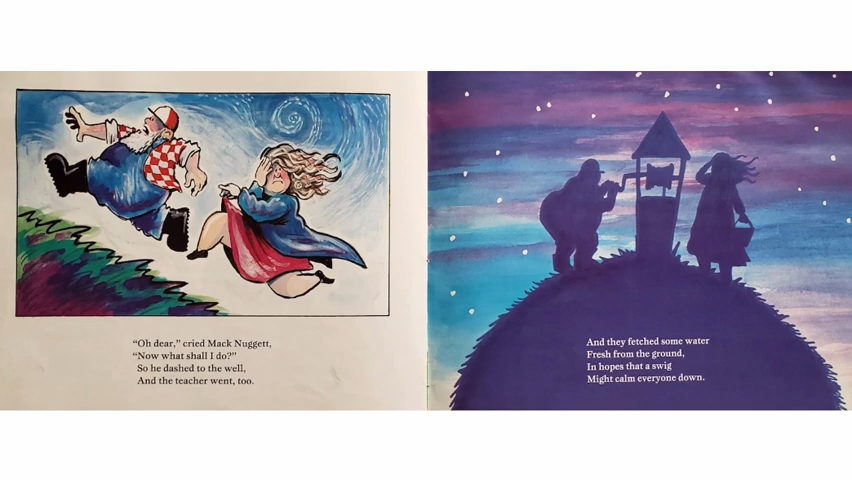 “Oh dear,” cried Mack Nuggett,
“Now what shall I do?”
So he dashed to the well,
And the teacher went, too.
And they fetched some water
Fresh from the ground,
In hopes that a swig
Might calm everyone down.